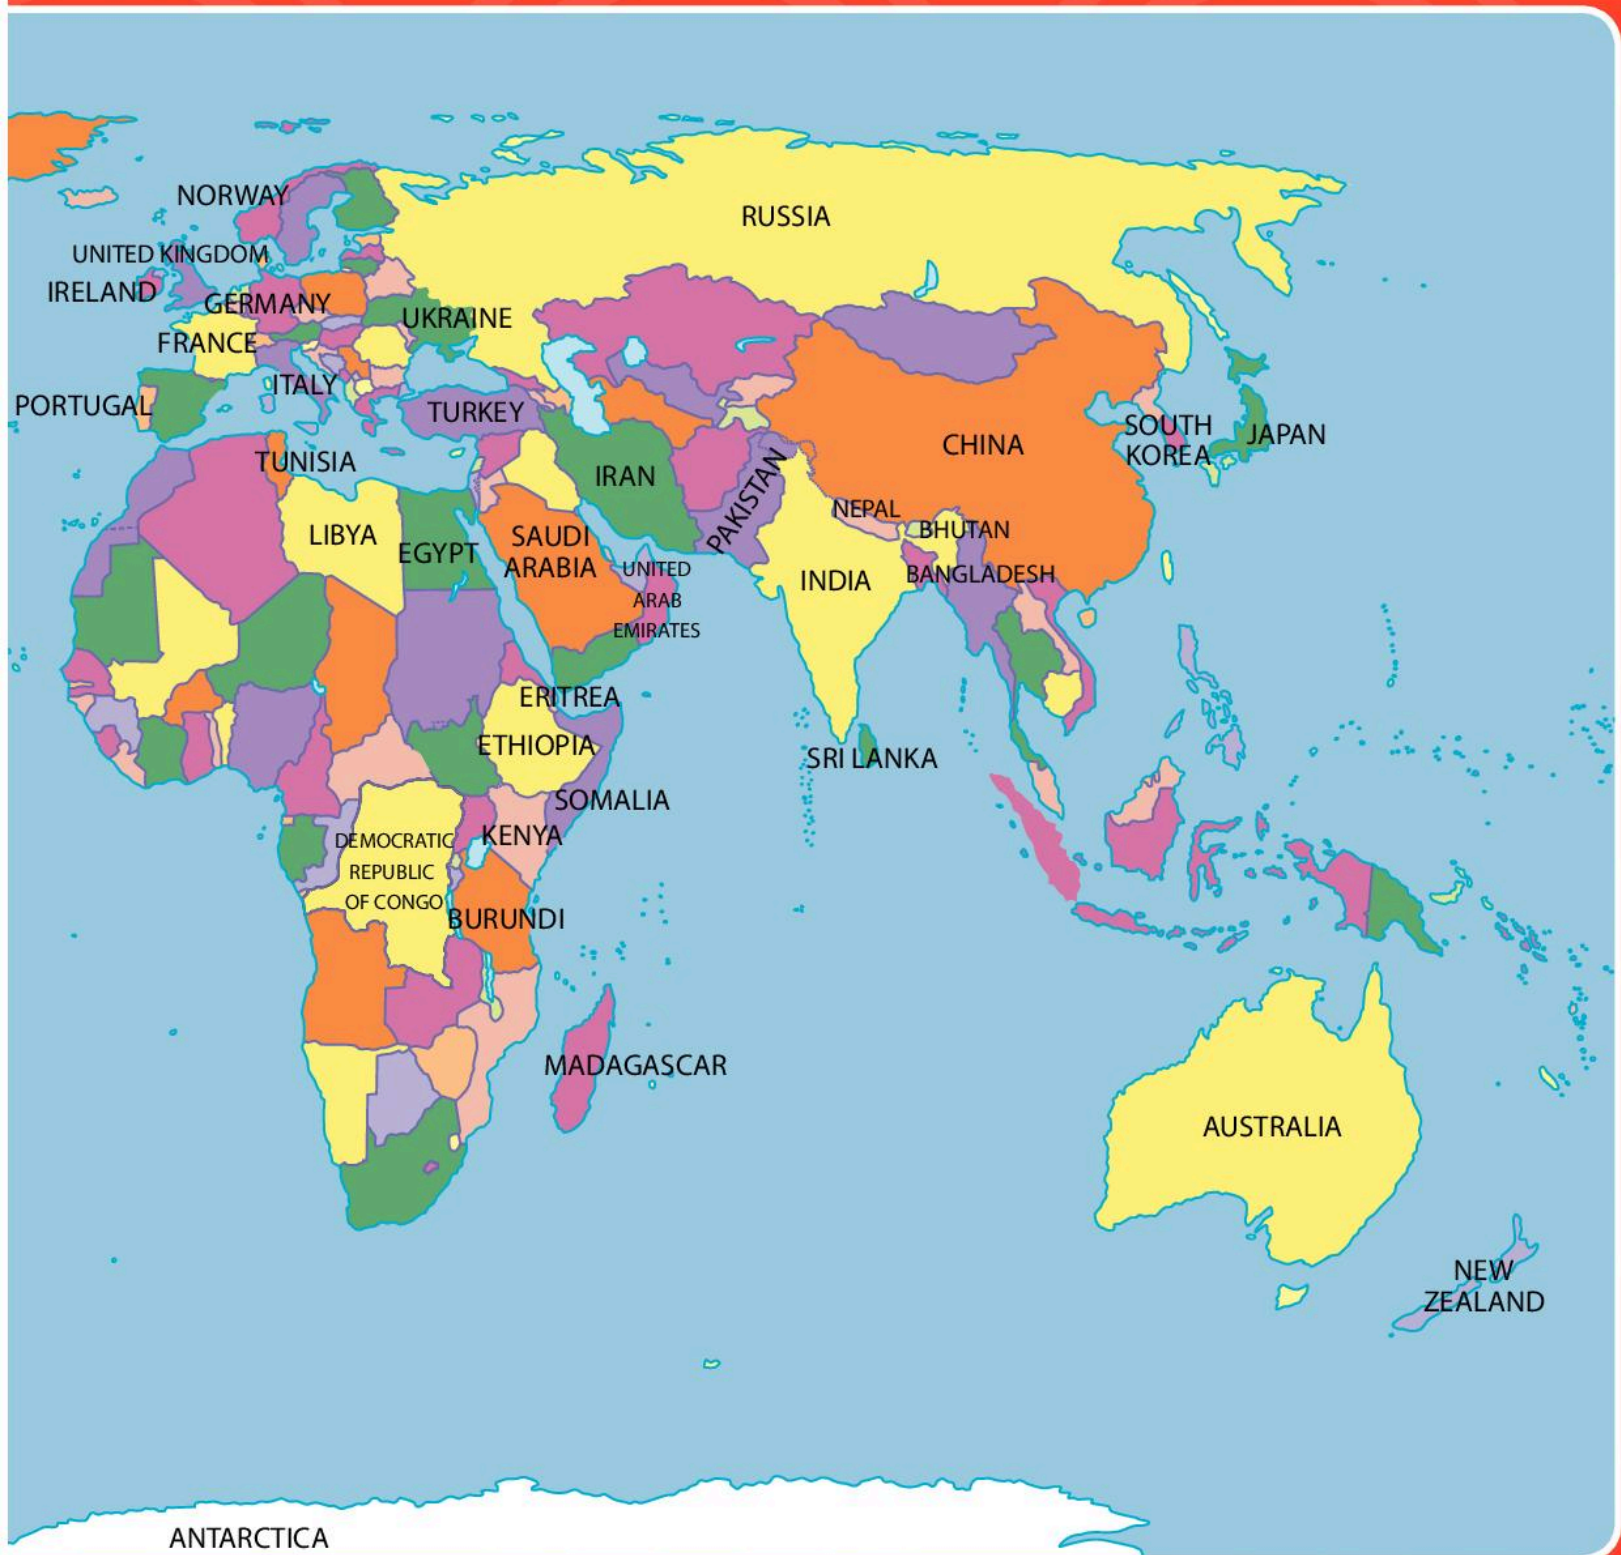 NORWAY
RUSSIA
UNITED KINGDOM
IRELAND
GERMANY
UKRAINE
FRANCE
ITALY
PORTUGAL
TURKEY
SOUTH
KOREA
JAPAN
CHINA
TUNISIA
IRAN
PAKISTAN
NEPAL
BHUTAN
LIBYA
EGYPT
SAUDI
ARABIA
UNITED
ARAB
EMIRATES
INDIA
BANGLADESH
ERITREA
ETHIOPIA
SRI LANKA
SOMALIA
KENYA
DEMOCRATIC
REPUBLIC
OF CONGO
BURUNDI
MADAGASCAR
AUSTRALIA
NEW
ZEALAND
ANTARCTICA